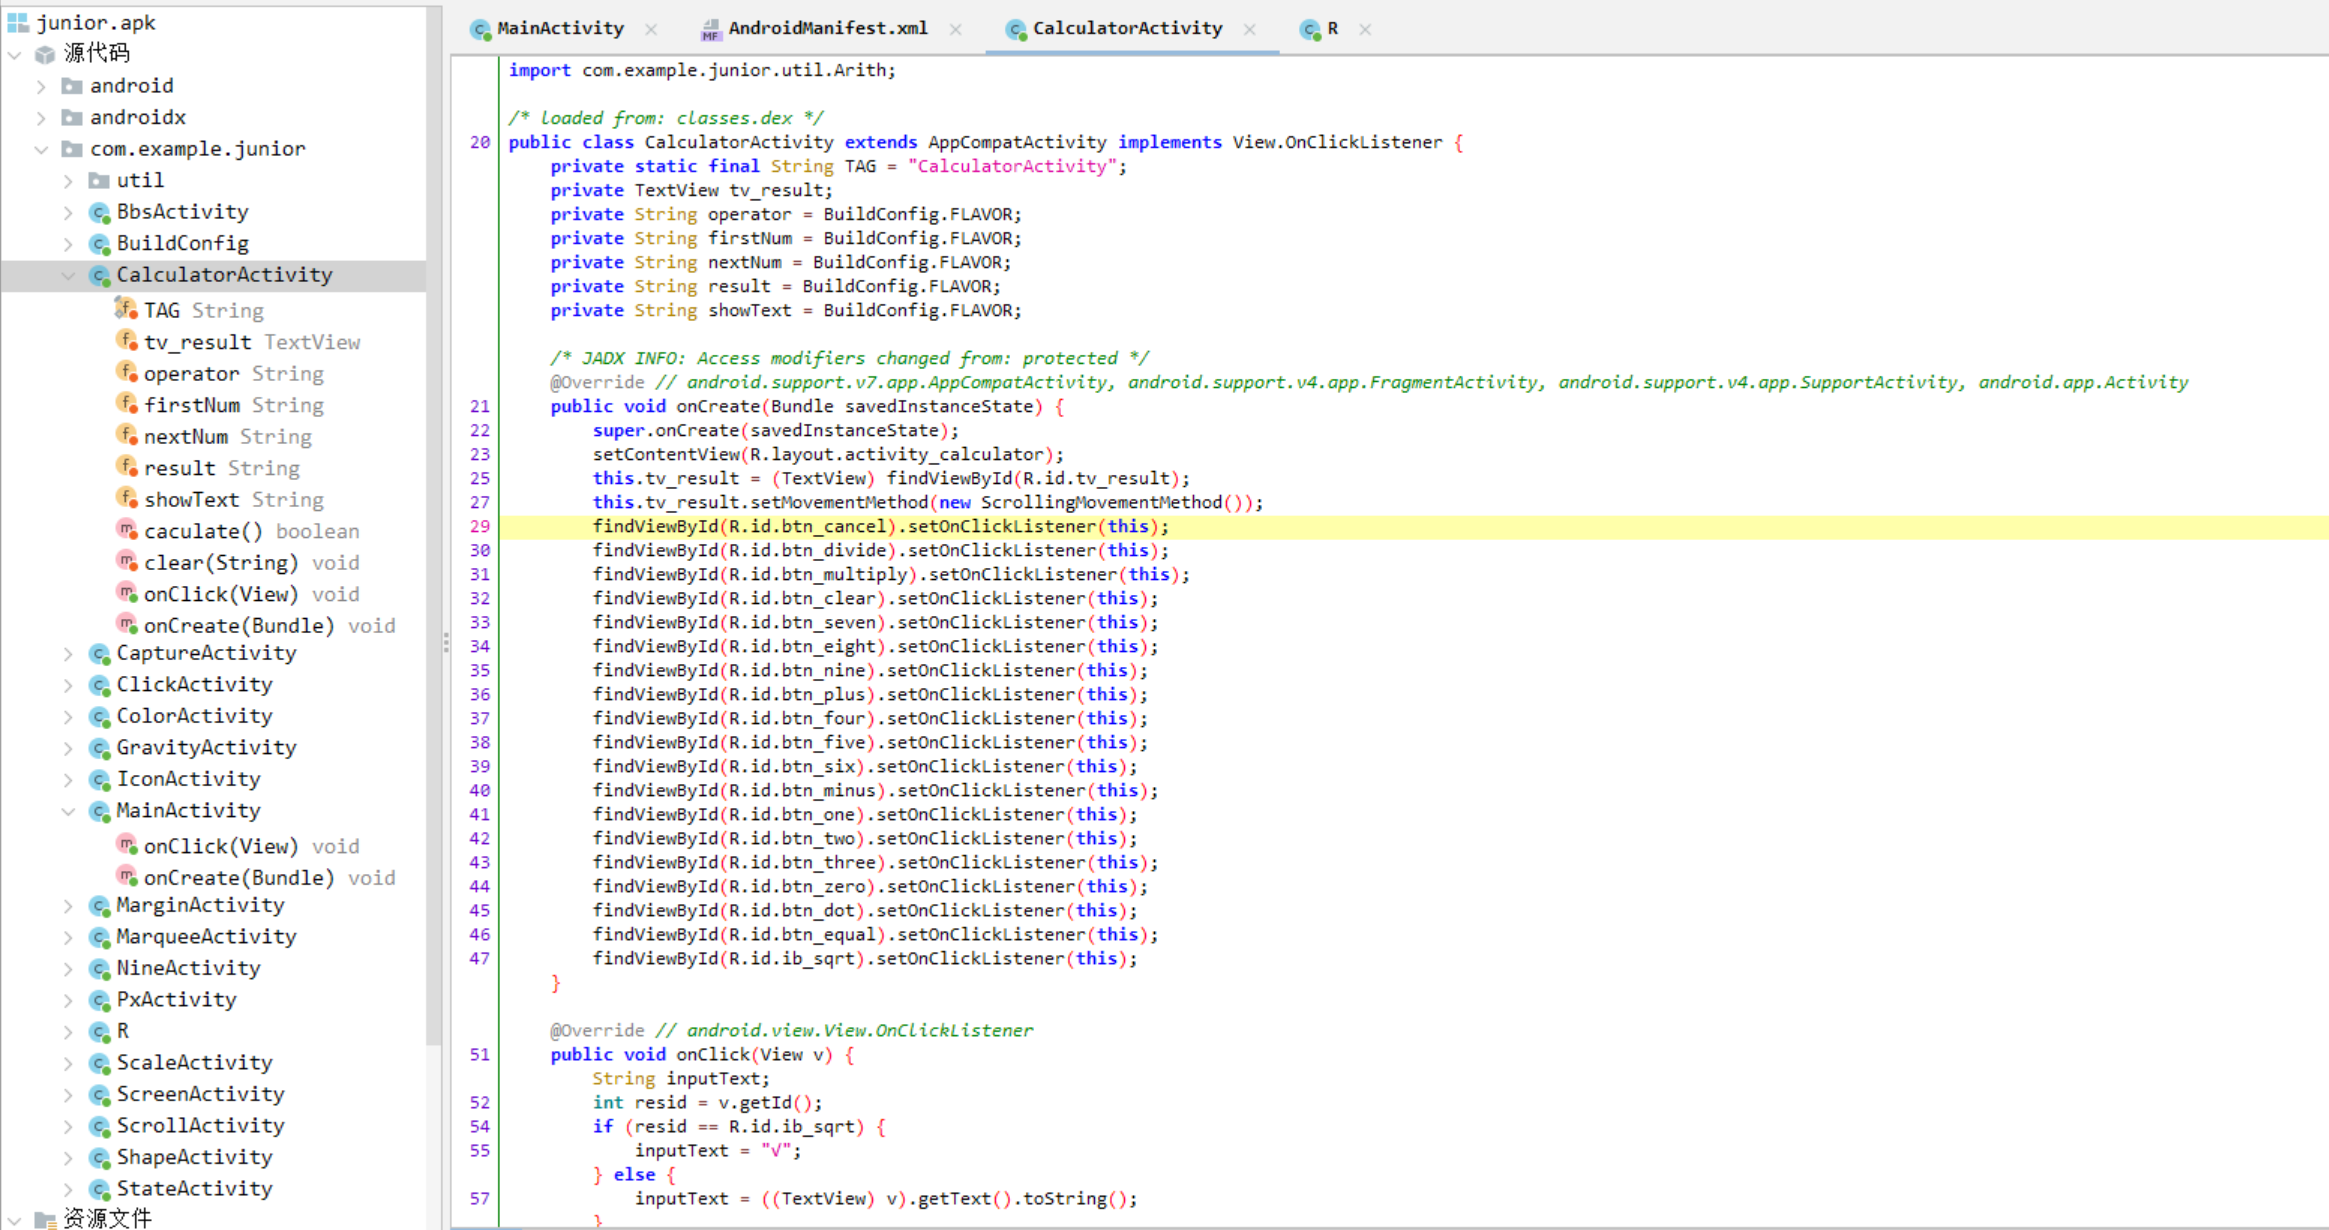 junior.apk
源代码
android
androidx
com.example.junior
util
BbsActivity
BuildConfig
CalculatorActivity
TAG String
tv_result TextView
operator String
firstNum String
nextNum String
result String
showText String
caculate() boolean
clear(String) void
onClick(View) void
onCreate(Bundle) void
CaptureActivity
ClickActivity
ColorActivity
GravityActivity
IconActivity
MainActivity
onClick(View) void
onCreate(Bundle) void
MarginActivity
MarqueeActivity
NineActivity
PxActivity
R
ScaleActivity
ScreenActivity
ScrollActivity
ShapeActivity
StateActivity
资源文件
MainActivity
MF AndroidManifest.xml
CalculatorActivity
R
import com.example.junior.util.Arith;
/* loaded from: classes.dex */
20 public class CalculatorActivity extends AppCompatActivity implements View.OnClickListener {
private static final String TAG = "CalculatorActivity";
private TextView tv_result;
private String operator = BuildConfig.FLAVOR;
private String firstNum = BuildConfig.FLAVOR;
private String nextNum = BuildConfig.FLAVOR;
private String result = BuildConfig.FLAVOR;
private String showText = BuildConfig.FLAVOR;
/* JADX INFO: Access modifiers changed from: protected */
@Override // android.support.v7.app.AppCompatActivity, android.support.v4.app.FragmentActivity, android.support.v4.app.SupportActivity, android.app.Activity
21 public void onCreate(Bundle savedInstanceState) {
22 super.onCreate(savedInstanceState);
23 setContentView(R.layout.activity_calculator);
25 this.tv_result = (TextView) findViewById(R.id.tv_result);
27 this.tv_result.setMovementMethod(new ScrollingMovementMethod());
29 findViewById(R.id.btn_cancel).setOnClickListener(this);
30 findViewById(R.id.btn_divide).setOnClickListener(this);
31 findViewById(R.id.btn_multiply).setOnClickListener(this);
32 findViewById(R.id.btn_clear).setOnClickListener(this);
33 findViewById(R.id.btn_seven).setOnClickListener(this);
34 findViewById(R.id.btn_eight).setOnClickListener(this);
35 findViewById(R.id.btn_nine).setOnClickListener(this);
36 findViewById(R.id.btn_plus).setOnClickListener(this);
37 findViewById(R.id.btn_four).setOnClickListener(this);
38 findViewById(R.id.btn_five).setOnClickListener(this);
39 findViewById(R.id.btn_six).setOnClickListener(this);
40 findViewById(R.id.btn_minus).setOnClickListener(this);
41 findViewById(R.id.btn_one).setOnClickListener(this);
42 findViewById(R.id.btn_two).setOnClickListener(this);
43 findViewById(R.id.btn_three).setOnClickListener(this);
44 findViewById(R.id.btn_zero).setOnClickListener(this);
45 findViewById(R.id.btn_dot).setOnClickListener(this);
46 findViewById(R.id.btn_equal).setOnClickListener(this);
47 findViewById(R.id.ib_sqrt).setOnClickListener(this);
}
@Override // android.view.View.OnClickListener
51 public void onClick(View v) {
String inputText;
52 int resid = v.getId();
54 if (resid == R.id.ib_sqrt) {
55 inputText = "√";
} else {
57 inputText = ((TextView) v).getText().toString();
}